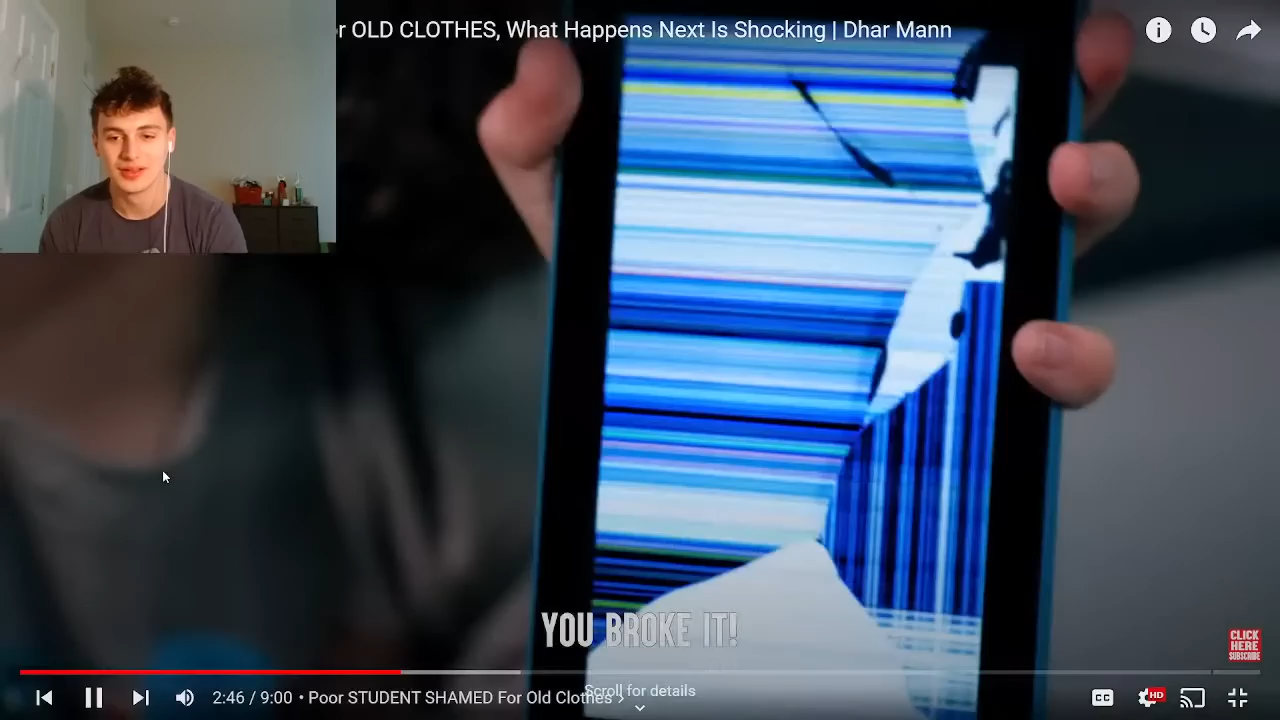 r OLD CLOTHES, What Happens Next Is Shocking | Dhar Mann
YOU BROKE IT!
CLICK
HERE
SUBSCRIBE
Scroll for details
2:46 / 9:00 • Poor STUDENT SHAMED For Old Clothes
CC
HD